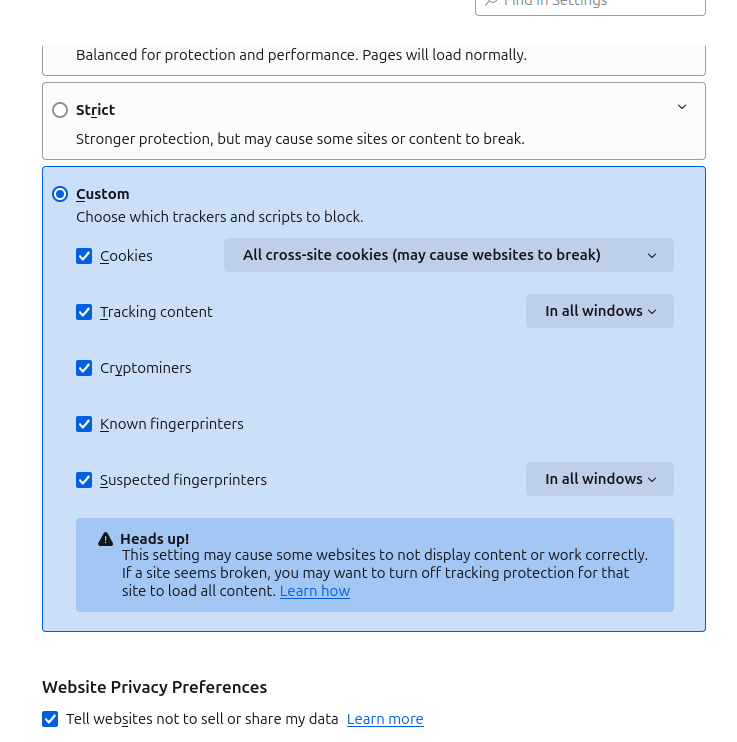 Find in Settings
Balanced for protection and performance. Pages will load normally.
Strict
Stronger protection, but may cause some sites or content to break.
Custom
Choose which trackers and scripts to block.
Cookies
All cross-site cookies (may cause websites to break)
Tracking content
In all windows
Cryptominers
Known fingerprinters
Suspected fingerprinters
In all windows
Heads up!
This setting may cause some websites to not display content or work correctly.
If a site seems broken, you may want to turn off tracking protection for that
site to load all content. Learn how
Website Privacy Preferences
Tell websites not to sell or share my data Learn more